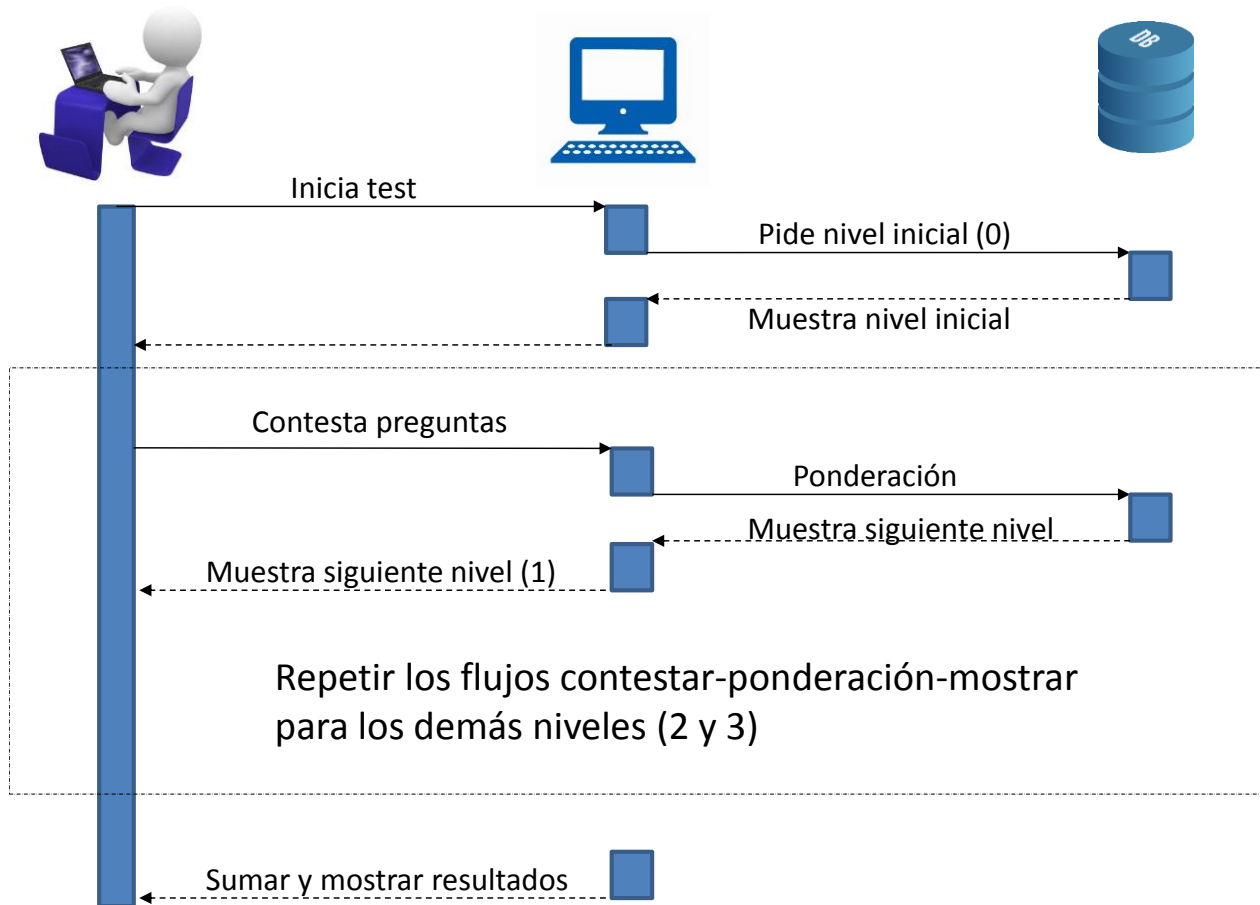 DB
Inicia test
Pide nivel inicial (0)
Muestra nivel inicial
Contesta preguntas
Ponderación
Muestra siguiente nivel
Muestra siguiente nivel (1)
Repetir los flujos contestar-ponderación-mostrar
para los demás niveles (2 y 3)
Sumar y mostrar resultados